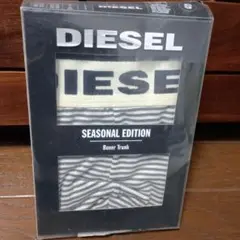 DIESEL
IESE
SEASONAL EDITION
Boxer Trunk